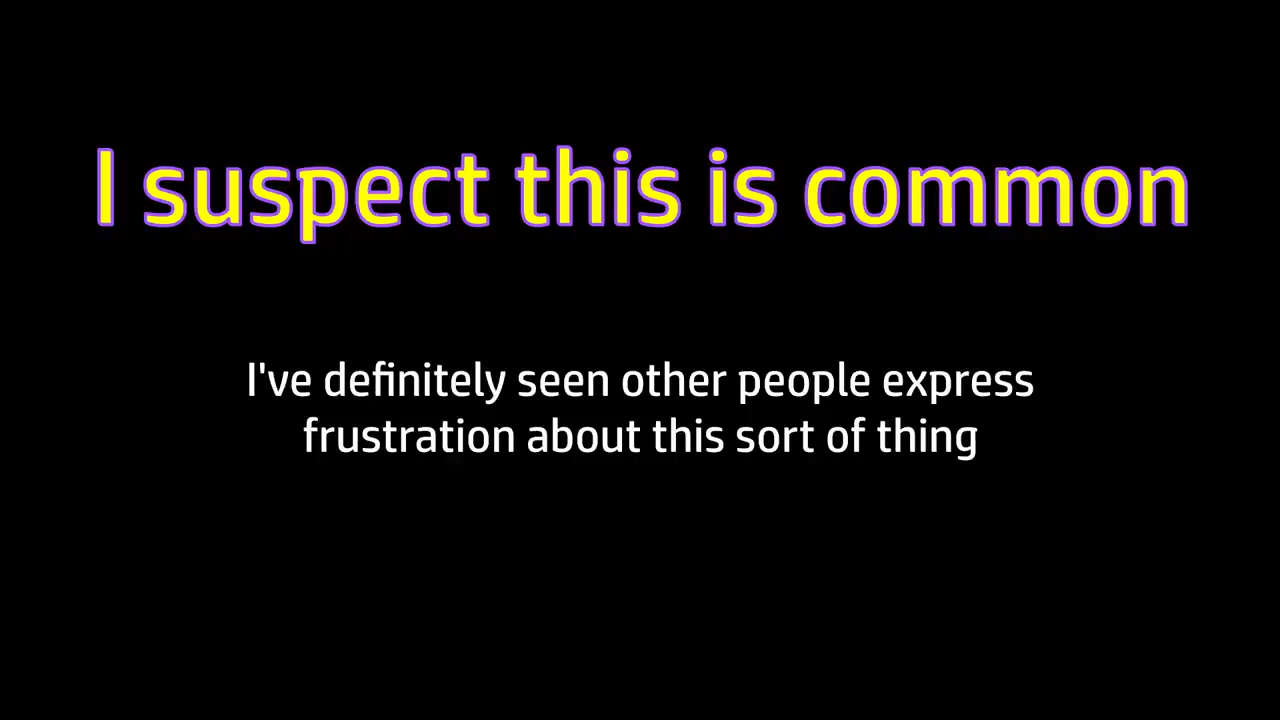 I suspect this is common
I've definitely seen other people express
frustration about this sort of thing